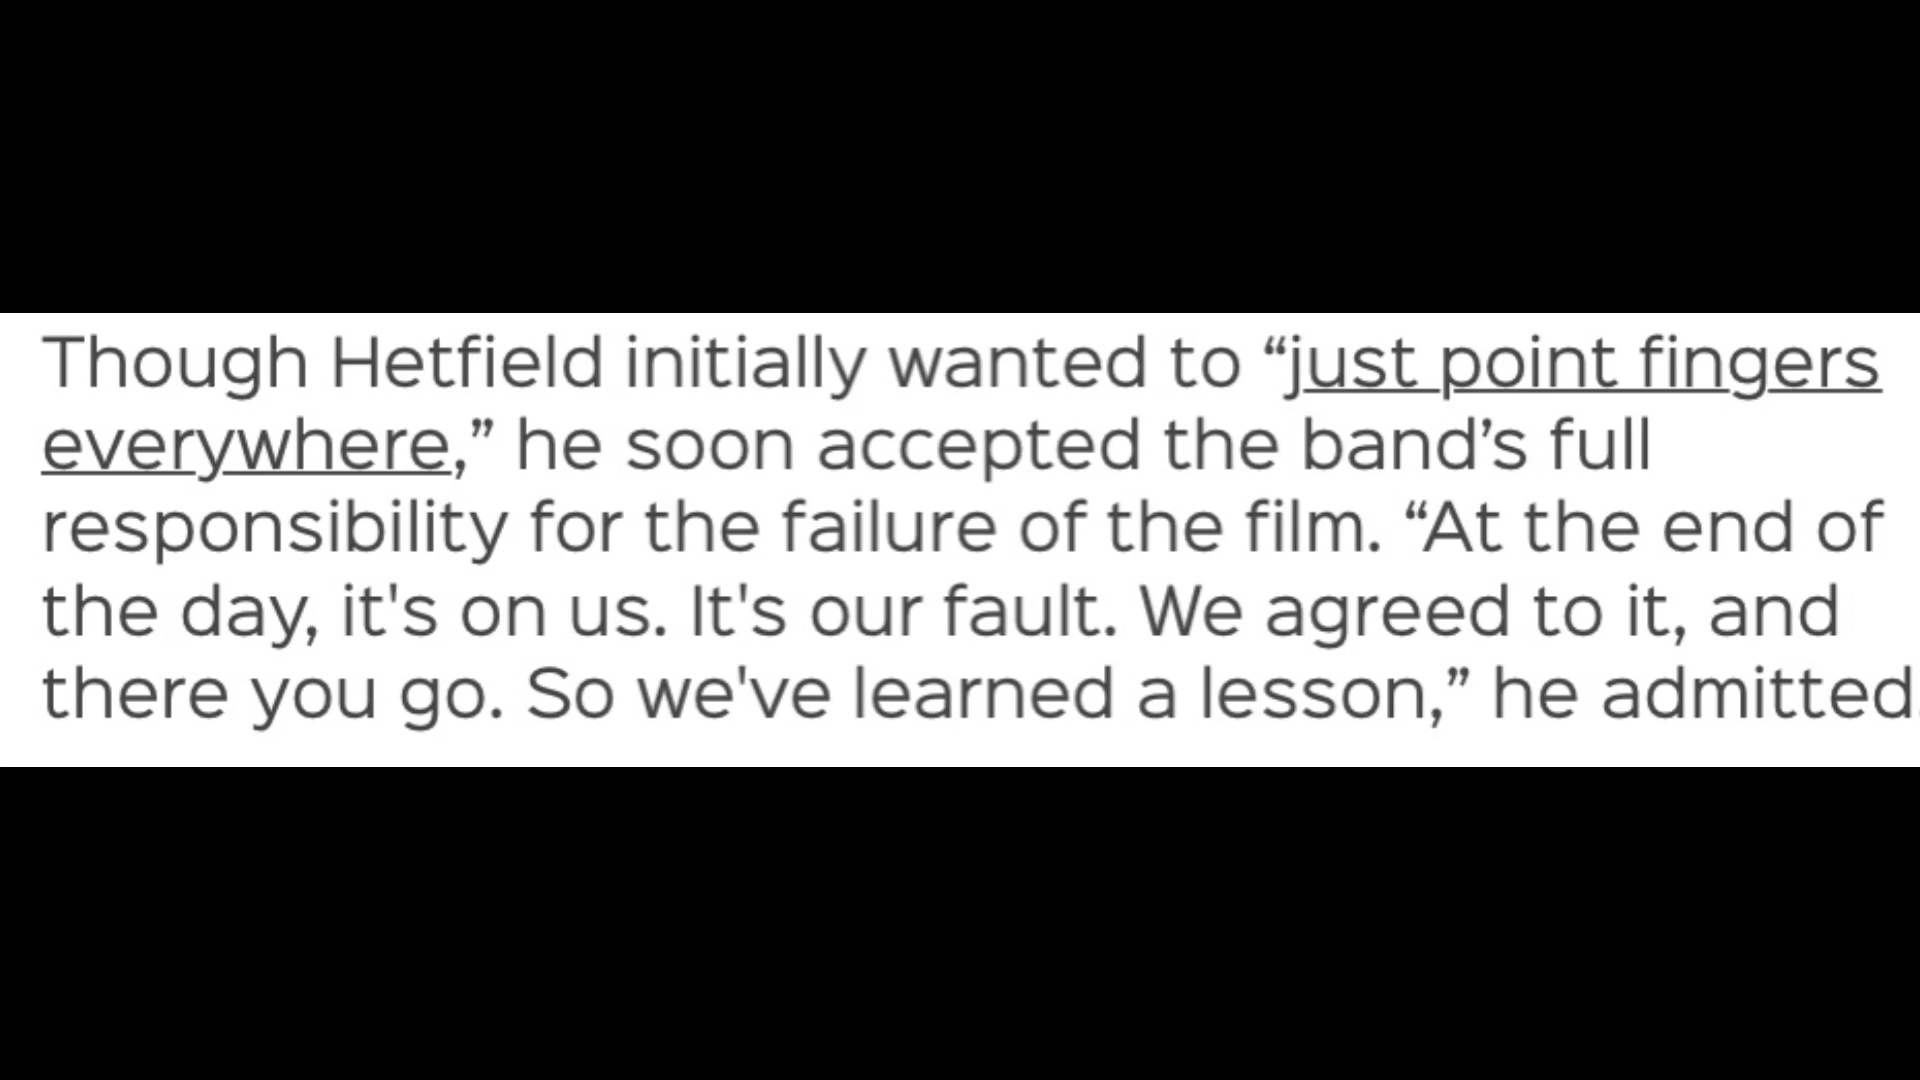 Though Hetfield initially wanted to “just point fingers
everywhere,” he soon accepted the band’s full
responsibility for the failure of the film. “At the end of
the day, it's on us. It's our fault. We agreed to it, and
there you go. So we've learned a lesson,” he admitted.